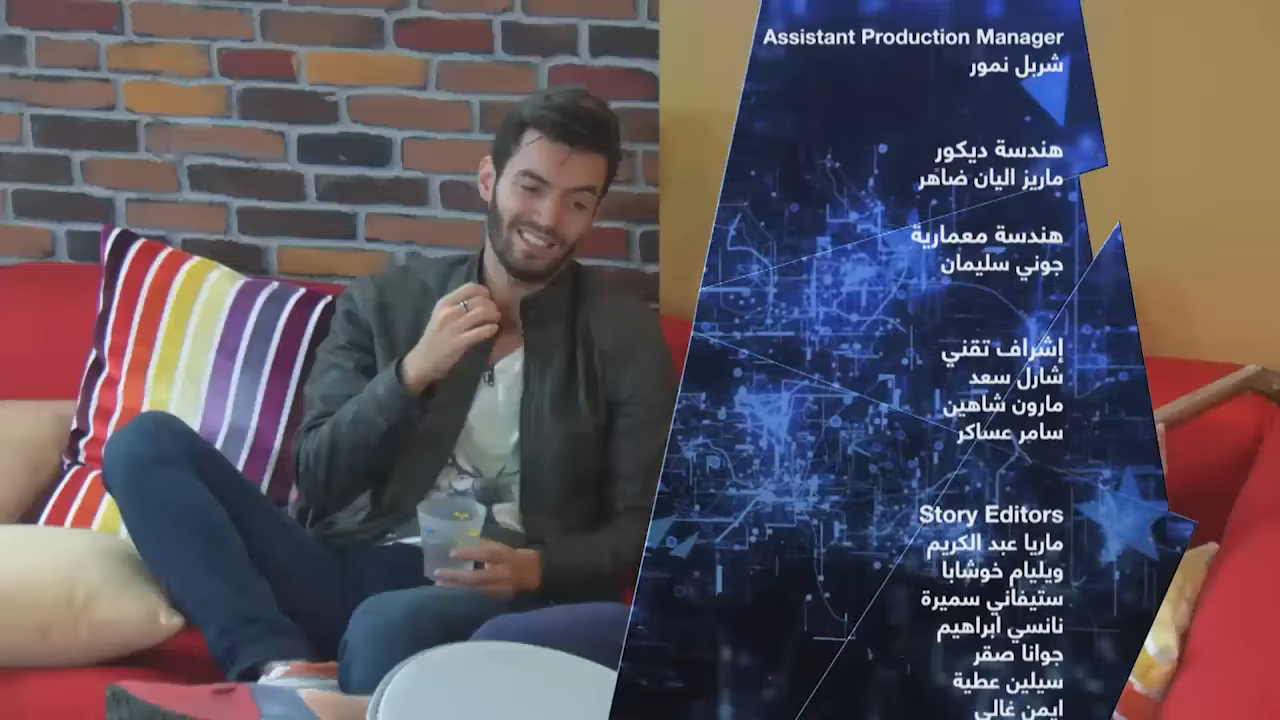 Assistant Production Manager
شربل نمور
هندسة ديكور
ماريز اليان ضاهر
هندسة معمارية
جوني سليمان
إشراف تقني
شارل سعد
مارون شاهين
سامر عساكر
Story Editors
ماريا عبد الكريم
ويليام خوشابا
ستيفاني سميرة
نانسي ابراهيم
جوانا صقر
سيلين عطية
ايمن غالي